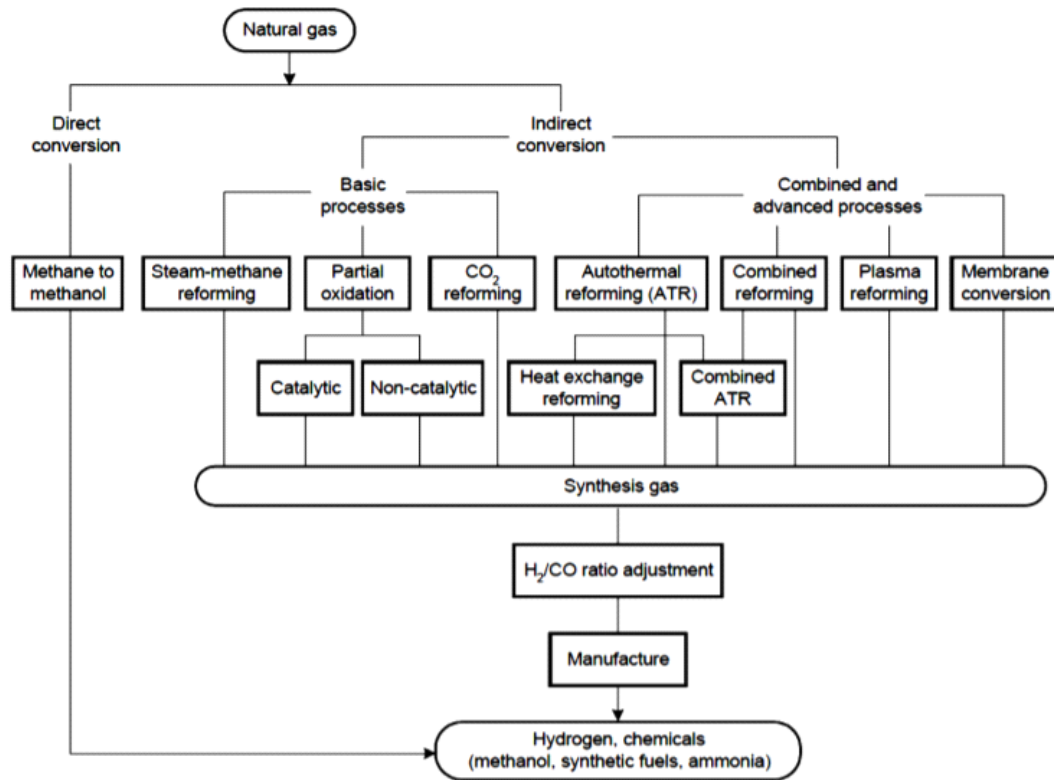 Natural gas
Direct
conversion
Indirect
conversion
Basic
processes
Combined and
advanced processes
Methane to
methanol
Steam-methane
reforming
Partial
oxidation
CO₂
reforming
Autothermal
reforming (ATR)
Combined
reforming
Plasma
reforming
Membrane
conversion
Catalytic
Non-catalytic
Heat exchange
reforming
Combined
ATR
Synthesis gas
H₂/CO ratio adjustment
Manufacture
Hydrogen, chemicals
(methanol, synthetic fuels, ammonia)